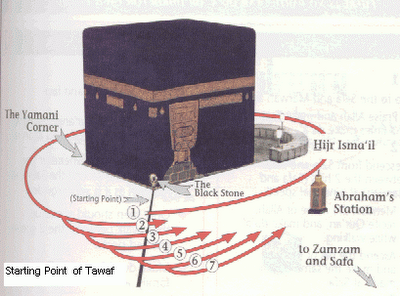 The Yamani
Corner
Hijr Isma'il
The
Black Stone
(Starting Point)
Abraham's
Station
1
2
3
4
5
6
7
to Zamzam
and Safa
Starting Point of Tawaf